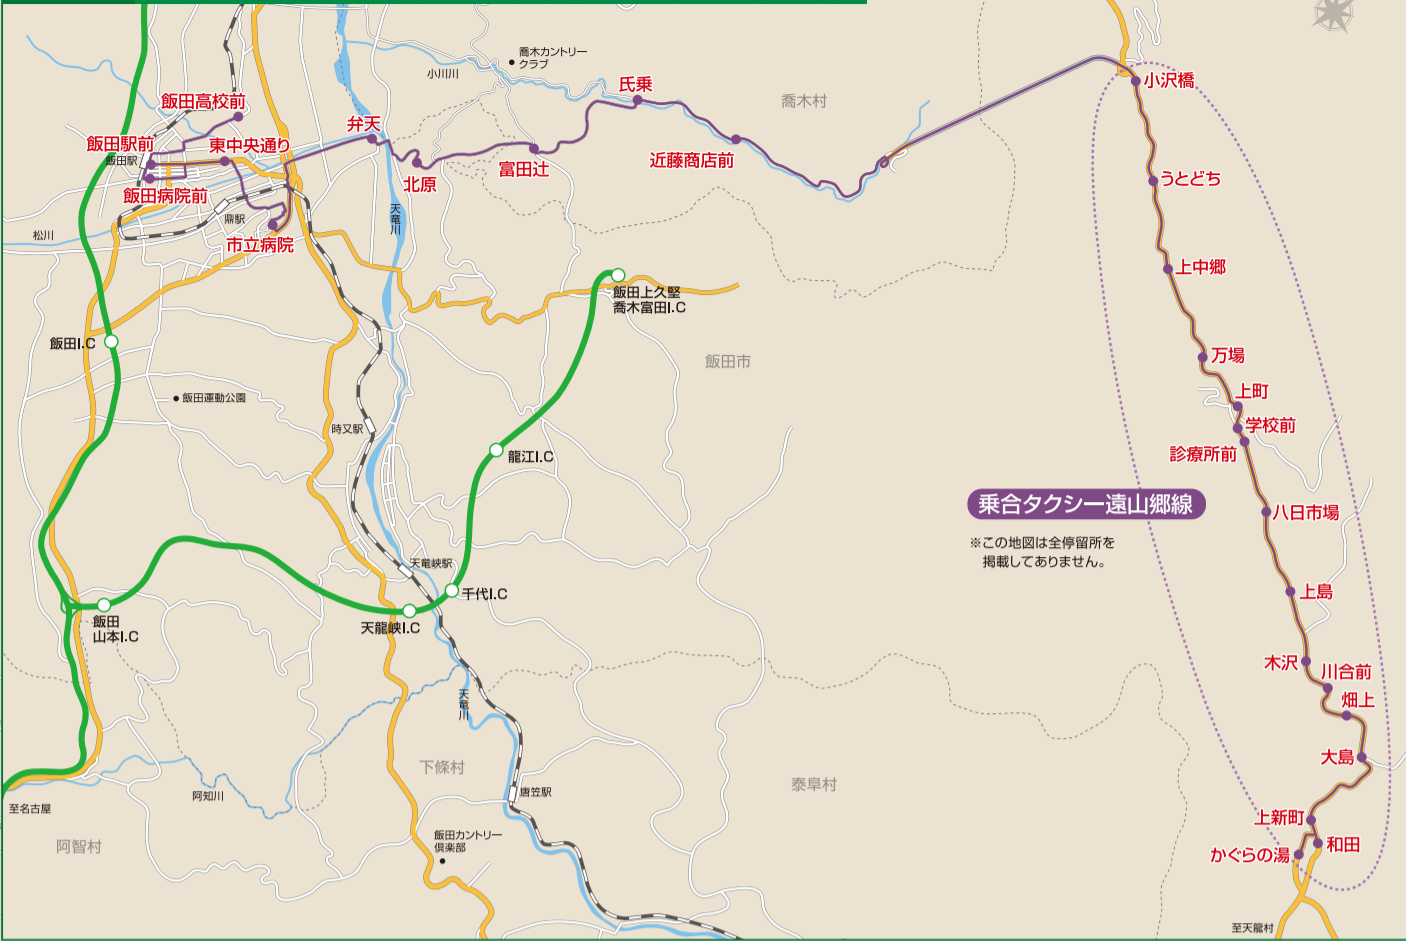 喬木カントリー
クラブ
小川川
氏乗
喬木村
小沢橋
飯田高校前
弁天
飯田駅前
飯田駅
東中央通り
近藤商店前
富田辻
北原
うとどち
飯田病院前
鼎駅
天竜川
松川
市立病院
上中郷
飯田上久堅
喬木富田I.C
飯田I.C
飯田市
万場
上町
飯田運動公園
学校前
時又駅
診療所前
龍江I.C
乗合タクシー遠山郷線
八日市場
※この地図は全停留所を
掲載してありません。
天竜峡駅
千代I.C
上島
飯田
山本I.C
天龍峡I.C
木沢
川合前
天竜川
畑上
大島
下條村
泰阜村
唐笠駅
阿知川
至名古屋
上新町
飯田カントリー
倶楽部
阿智村
和田
かぐらの湯
至天龍村